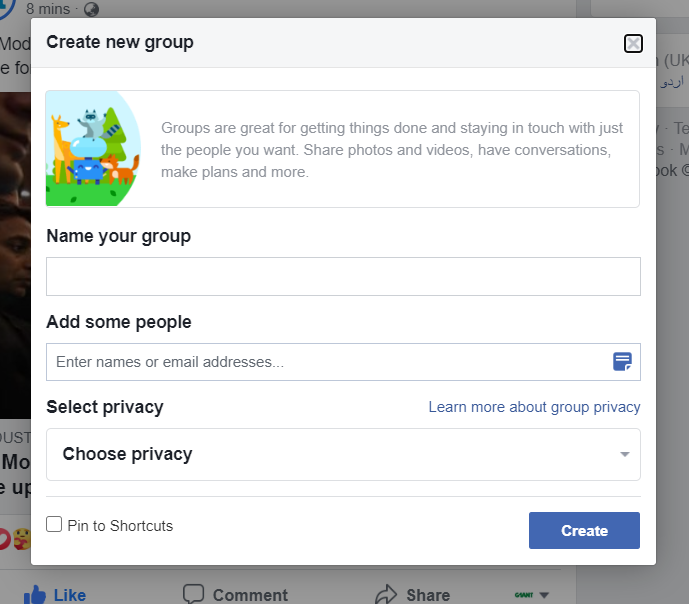 8 mins ·
Mod
Create new group
e fo
(UK
اردو
Groups are great for getting things done and staying in touch with just
the people you want. Share photos and videos, have conversations,
make plans and more.
· Te
s · M
ook ©
Name your group
Add some people
Enter names or email addresses...
Select privacy
Learn more about group privacy
Choose privacy
DUST
Mo
e up
Pin to Shortcuts
Create
Like
Comment
Share
GIANT